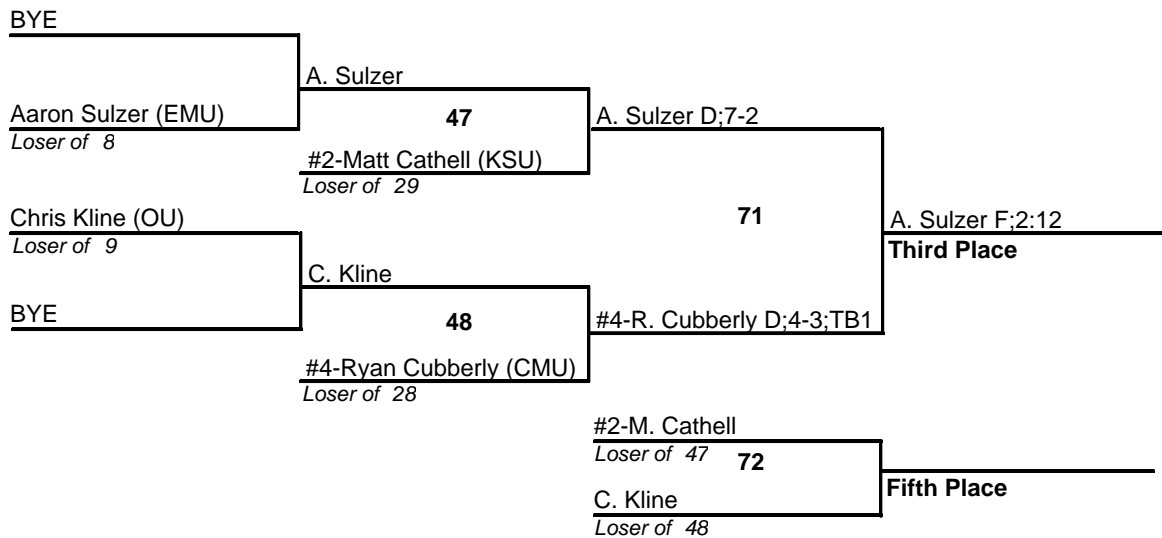 BYE
A. Sulzer
Aaron Sulzer (EMU)
Loser of 8
47
A. Sulzer D;7-2
#2-Matt Cathell (KSU)
Loser of 29
Chris Kline (OU)
Loser of 9
71
A. Sulzer F;2:12
Third Place
C. Kline
BYE
48
#4-R. Cubberly D;4-3;TB1
#4-Ryan Cubberly (CMU)
Loser of 28
#2-M. Cathell
Loser of 47
72
Fifth Place
C. Kline
Loser of 48